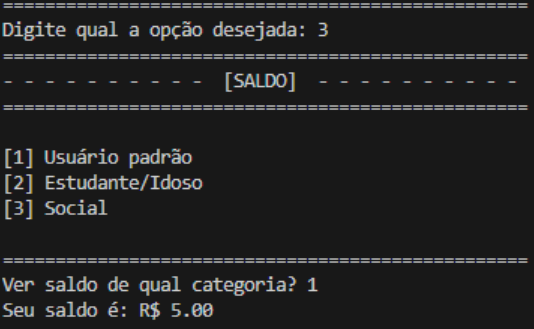 ==================================================
Digite qual a opção desejada: 3
==================================================
- - - - - - - - - - [SALDO] - - - - - - - - - -
==================================================
[1] Usuário padrão
[2] Estudante/Idoso
[3] Social
==================================================
Ver saldo de qual categoria? 1
Seu saldo é: R$ 5.00